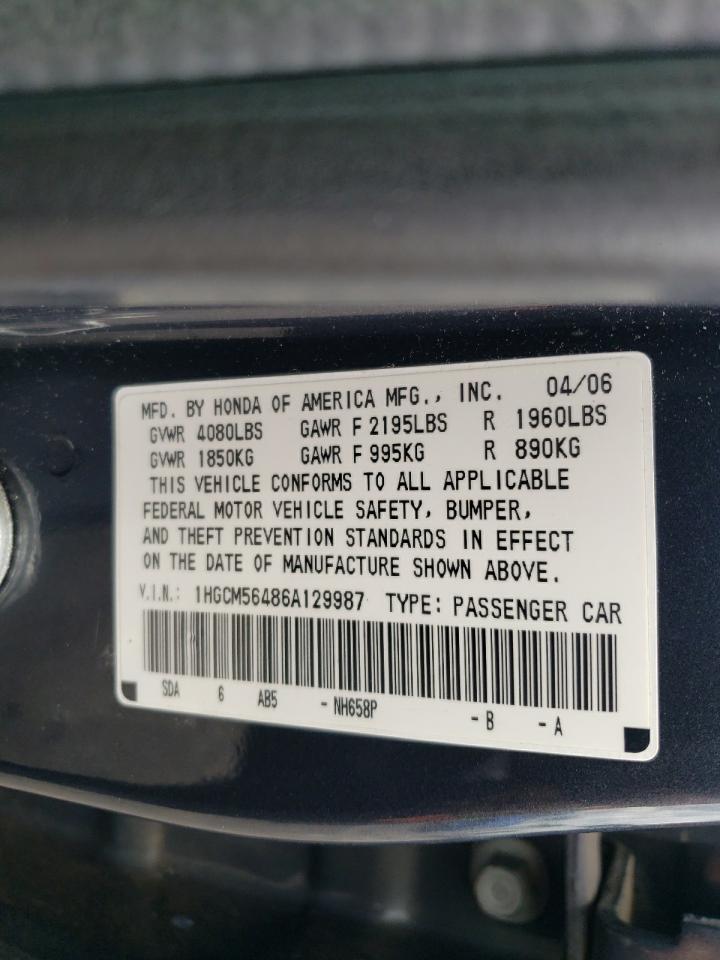 MFD. BY HONDA OF AMERICA MFG., INC. 04/06
GVWR 4080LBS GAWR F 2195LBS R 1960LBS
GVWR 1850KG GAWR F 995KG R 890KG
THIS VEHICLE CONFORMS TO ALL APPLICABLE
FEDERAL MOTOR VEHICLE SAFETY, BUMPER,
AND THEFT PREVENTION STANDARDS IN EFFECT
ON THE DATE OF MANUFACTURE SHOWN ABOVE.
V.I.N.: 1HGCM56486A129987 TYPE: PASSENGER CAR
SDA 6 AB5 -NH658P -B -A